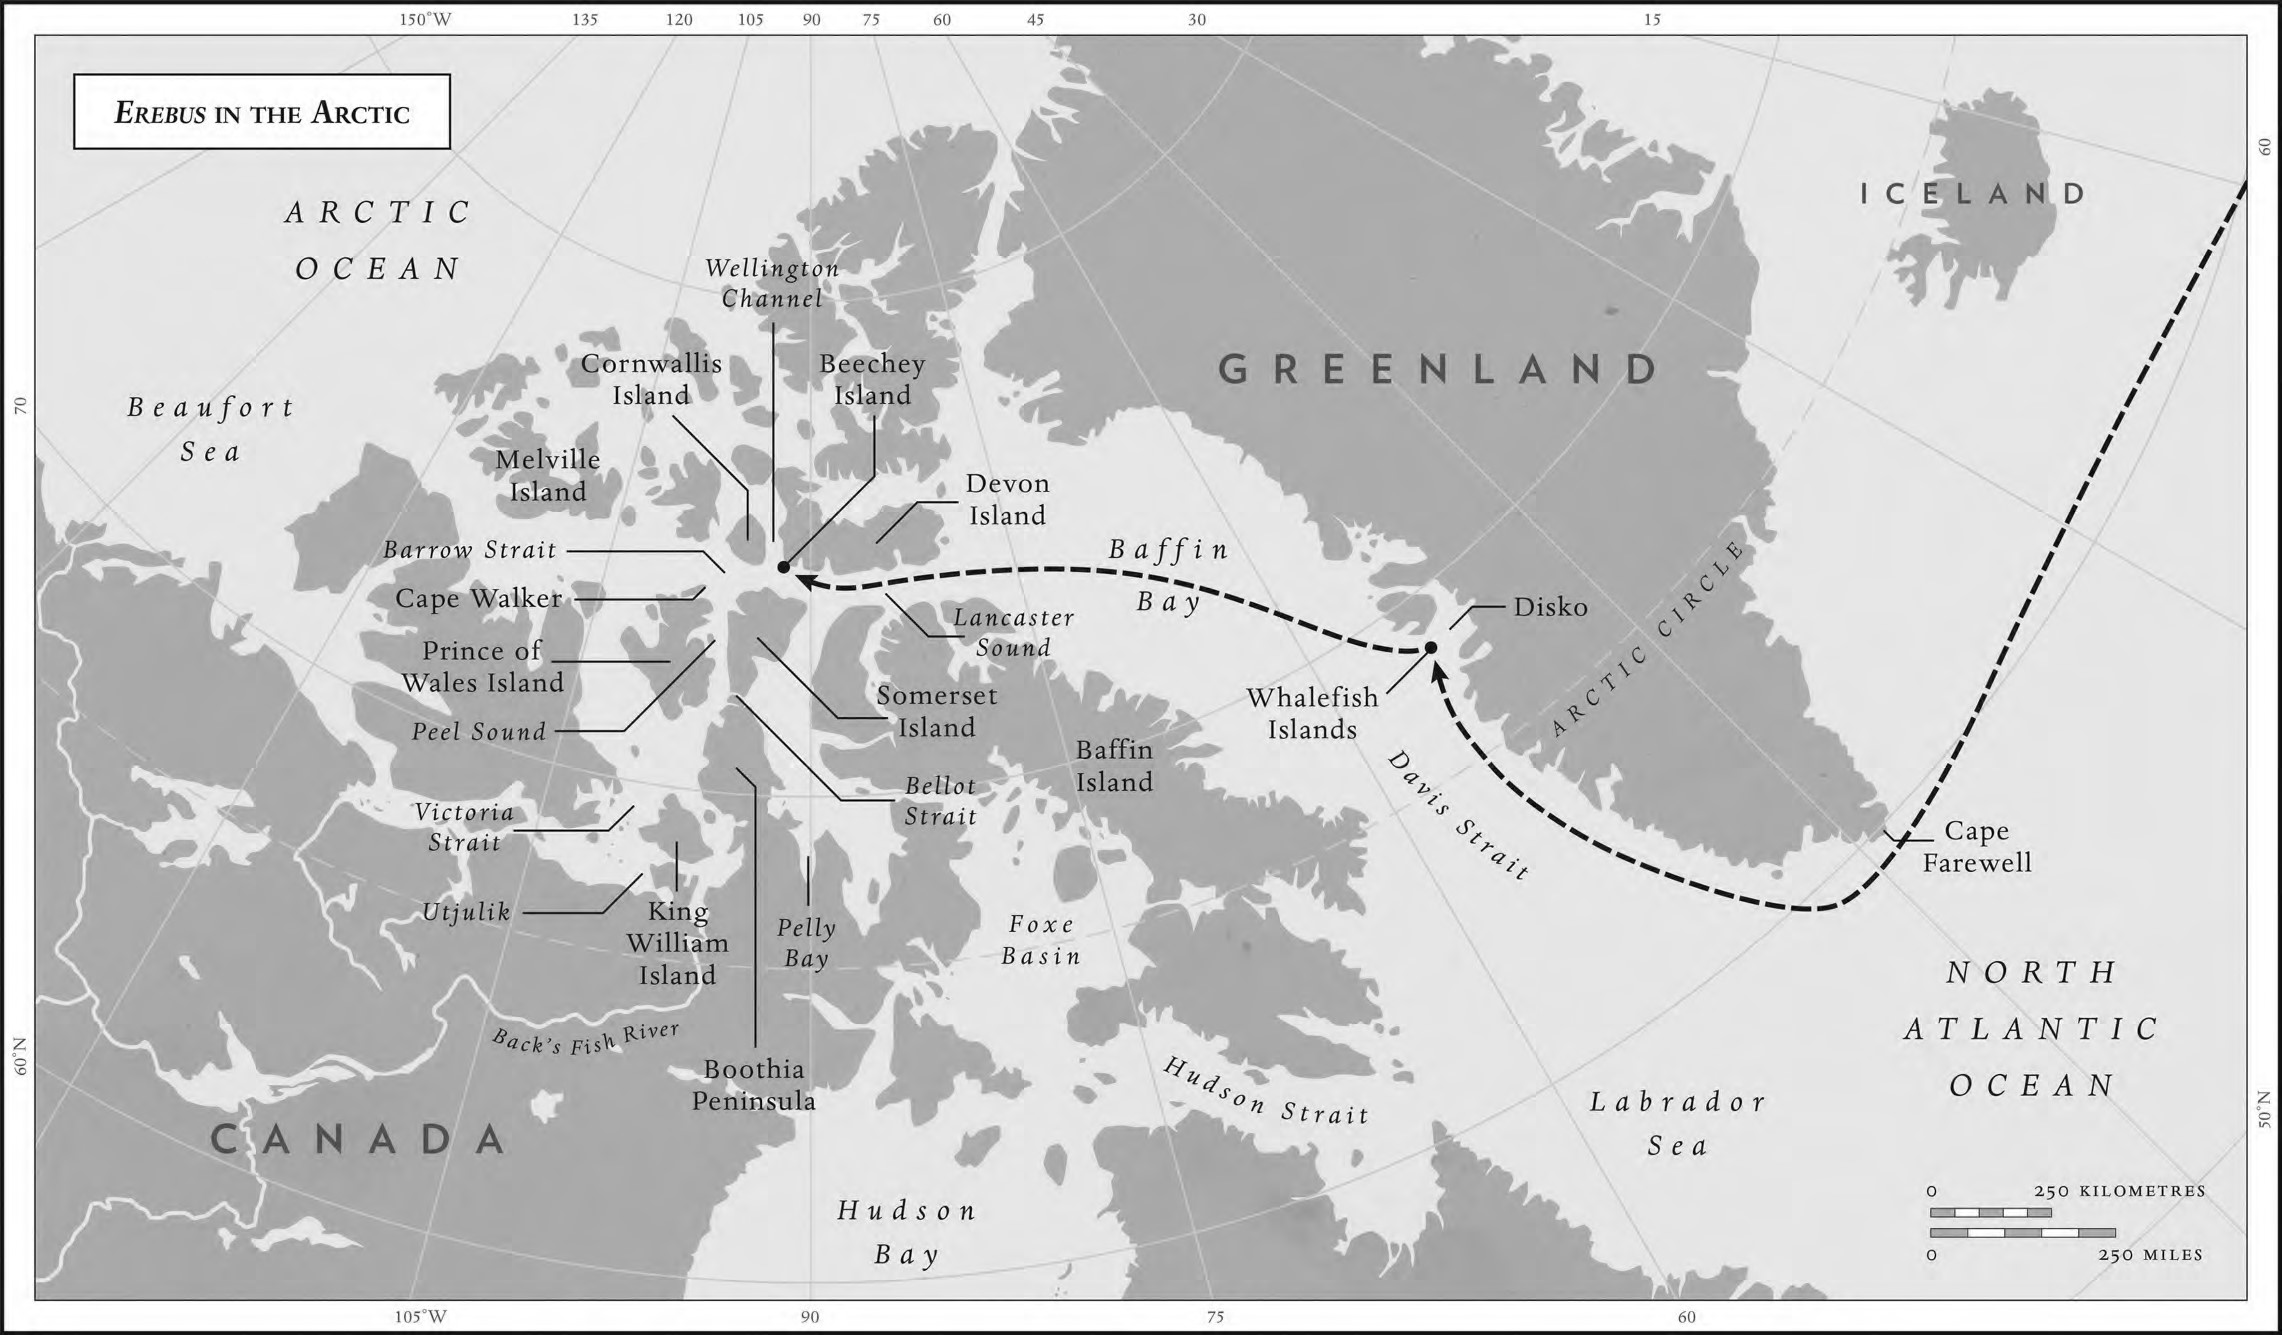 150°W 135 120 105 90 75 60 45 30 15
EREBUS IN THE ARCTIC
60
ICELAND
ARCTIC
OCEAN
Wellington
Channel
GREENLAND
Cornwallis
Island
Beechey
Island
70
Beaufort
Sea
Melville
Island
Devon
Island
Barrow Strait
Baffin
Bay
Cape Walker
Lancaster
Sound
Disko
ARCTIC CIRCLE
Prince of
Wales Island
Somerset
Island
Whalefish
Islands
Peel Sound
Baffin
Island
Davis Strait
Bellot
Strait
Victoria
Strait
Cape
Farewell
Utjulik
King
William
Island
Pelly
Bay
Foxe
Basin
NORTH
ATLANTIC
OCEAN
Back's Fish River
60°N
Boothia
Peninsula
Hudson Strait
Labrador
Sea
50°N
CANADA
Hudson
Bay
0 250 KILOMETRES
0 250 MILES
105°W 90 75 60